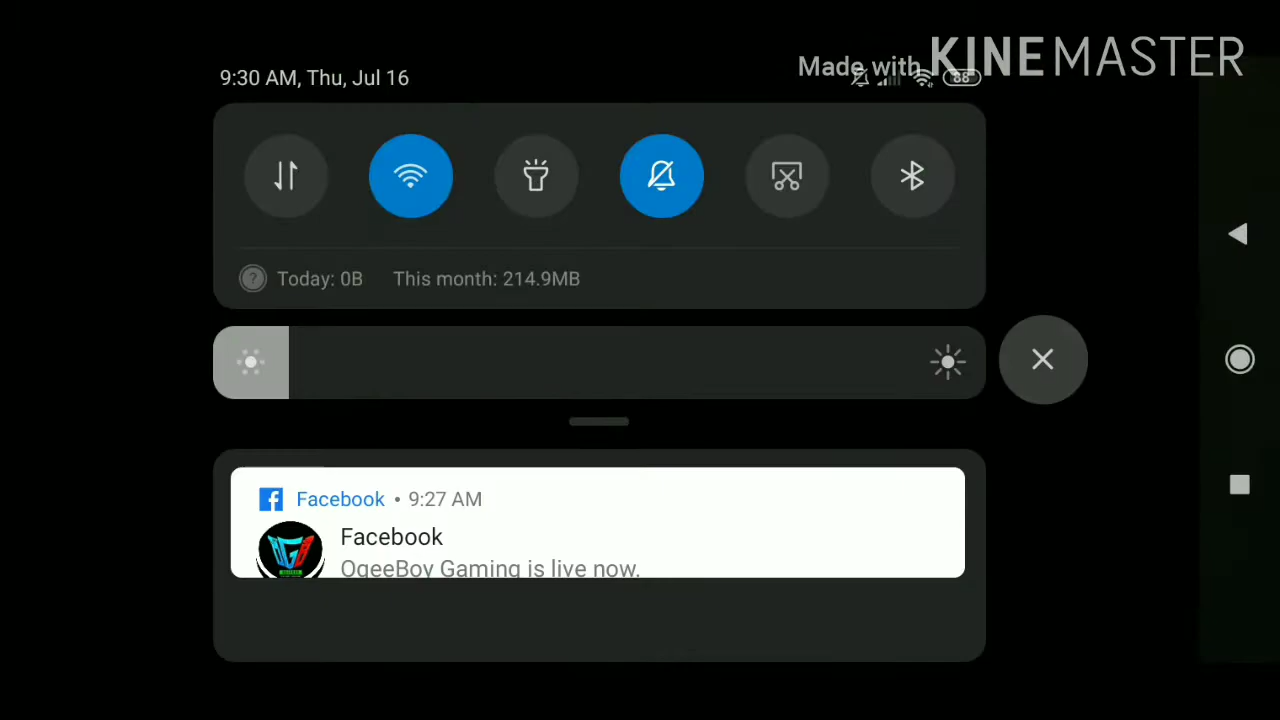 Made with KINEMASTER
9:30 AM, Thu, Jul 16
88
Today: 0B This month: 214.9MB
Facebook • 9:27 AM
Facebook
OgeeBoy Gaming is live now.